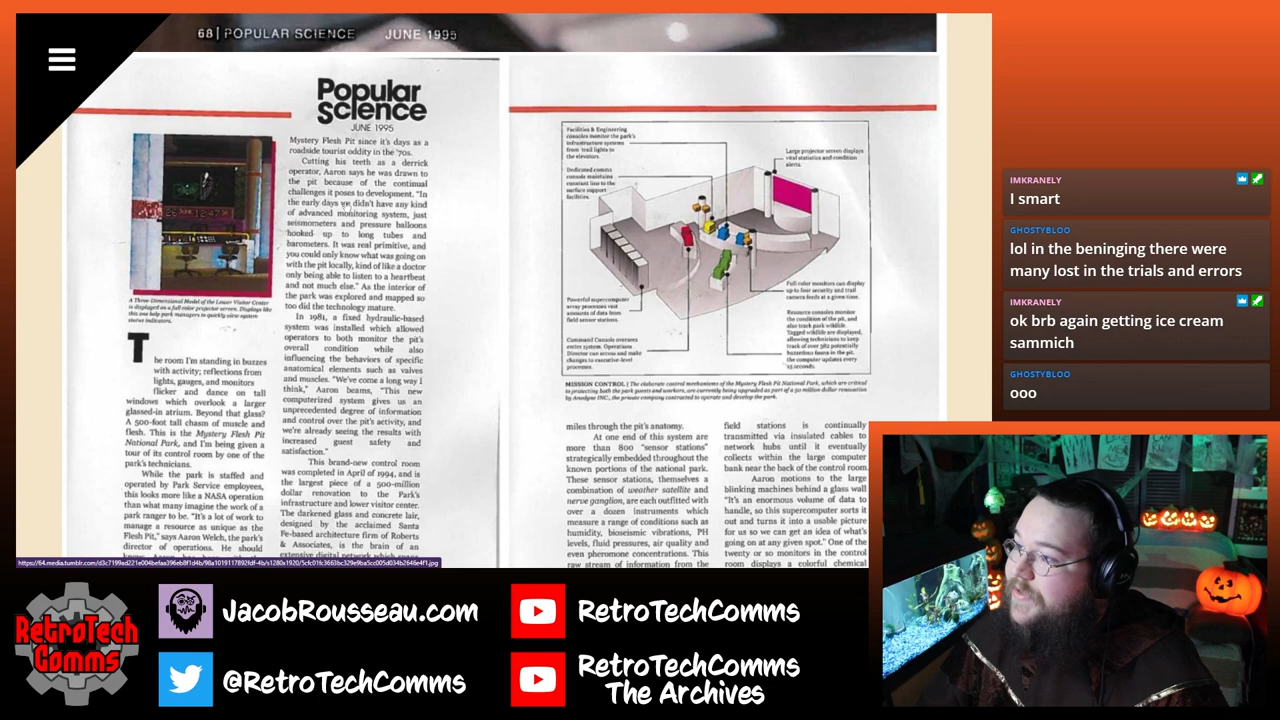 68| POPULAR SCIENCE JUNE 1995
Popular
Science
JUNE 1995
A Three-Dimensional Model of the Lower Visitor Center
is displayed on a full color projector screen. Displays like
this one help park managers to quickly view system
status indicators.
The room I'm standing in buzzes
with activity; reflections from
lights, gauges, and monitors
flicker and dance on tall
windows which overlook a larger
glassed-in atrium. Beyond that glass?
A 500-foot tall chasm of muscle and
flesh. This is the Mystery Flesh Pit
National Park, and I'm being given a
tour of its control room by one of the
park's technicians.
While the park is staffed and
operated by Park Service employees,
this looks more like a NASA operation
than what many imagine the work of a
park ranger to be. "It's a lot of work to
manage a resource as unique as the
Flesh Pit," says Aaron Welch, the park's
director of operations. He should
Mystery Flesh Pit since it's days as a
roadside tourist oddity in the '70s.
Cutting his teeth as a derrick
operator, Aaron says he was drawn to
the pit because of the continual
challenges it poses to development. "In
the early days we didn't have any kind
of advanced monitoring system, just
seismometers and pressure balloons
hooked up to long tubes and
barometers. It was real primitive, and
you could only know what was going on
with the pit locally, kind of like a doctor
only being able to listen to a heartbeat
and not much else." As the interior of
the park was explored and mapped so
too did the technology mature.
In 1981, a fixed hydraulic-based
system was installed which allowed
operators to both monitor the pit's
overall condition while also
influencing the behaviors of specific
anatomical elements such as valves
and muscles. "We've come a long way I
think," Aaron beams, "This new
computerized system gives us an
unprecedented degree of information
and control over the pit's activity, and
we're already seeing the results with
increased guest safety and
satisfaction."
This brand-new control room
was completed in April of 1994, and is
the largest piece of a 500-million
dollar renovation to the Park's
infrastructure and lower visitor center.
The darkened glass and concrete lair,
designed by the acclaimed Santa
Fe-based architecture firm of Roberts
& Associates, is the brain of an
extensive digital network which spans
Facilities & Engineering
consoles monitor the park's
infrastructure systems
from trail lights to
the elevators.
Dedicated comms
console maintains
constant line to the
surface support
facilities.
Large projector screen displays
vital statistics and condition
alerts.
Powerful supercomputer
array processes vast
amounts of data from
field sensor stations.
Command Console oversees
entire system. Operations
Director can access and make
changes to executive-level
processes.
Full-color monitors can display
up to four security and trail
camera feeds at a given time.
Resource consoles monitor
the condition of the pit, and
also track park wildlife.
Tagged wildlife are displayed,
allowing technicians to keep
track of over 382 potentially
hazardous fauna in the pit.
the computer updates every
15 seconds.
MISSION CONTROL | The elaborate control mechanisms of the Mystery Flesh Pit National Park, which are critical
to protecting both the park guests and workers, are currently being upgraded as part of a 50 million dollar renovation
by Anodyne INC., the private company contracted to operate and develop the park.
miles through the pit's anatomy.
At one end of this system are
more than 800 "sensor stations"
strategically embedded throughout the
known portions of the national park.
These sensor stations, themselves a
combination of weather satellite and
nerve ganglion, are each outfitted with
over a dozen instruments which
measure a range of conditions such as
humidity, bioseismic vibrations, PH
levels, fluid pressures, air quality and
even pheromone concentrations. This
raw stream of information from the
field stations is continually
transmitted via insulated cables to
network hubs until it eventually
collects within the large computer
bank near the back of the control room.
Aaron motions to the large
blinking machines behind a glass wall
"It's an enormous volume of data to
handle, so this supercomputer sorts it
out and turns it into a usable picture
for us so we can get an idea of what's
going on at any given spot." One of the
twenty or so monitors in the control
room displays a colorful chemical
IMKRANELY
I smart
GHOSTYBLOO
lol in the beninging there were
many lost in the trials and errors
IMKRANELY
ok brb again getting ice cream
sammich
GHOSTYBLOO
ooo
RetroTech
Comms
JacobRousseau.com
@RetroTechComms
RetroTechComms
RetroTechComms
The Archives